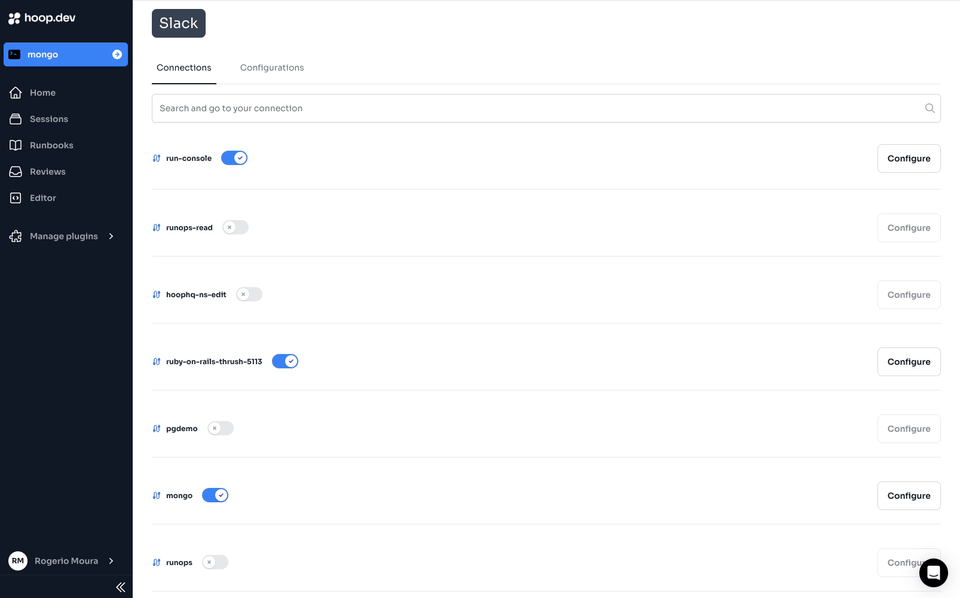 hoop.dev
mongo
Home
Sessions
Runbooks
Reviews
Editor
Manage plugins
RM Rogerio Moura
Slack
Connections Configurations
Search and go to your connection
run-console Configure
runops-read Configure
hoophq-ns-edit Configure
ruby-on-rails-thrush-5113 Configure
pgdemo Configure
mongo Configure
runops Configu